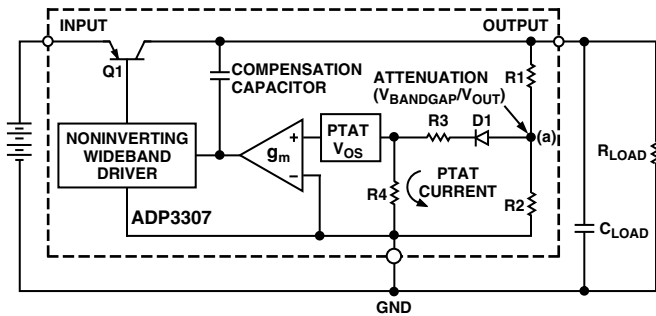 INPUT
OUTPUT
Q1
COMPENSATION
CAPACITOR
ATTENUATION
(VBANDGAP/VOUT)
R1
R3
D1
(a)
PTAT
VOS
NONINVERTING
WIDEBAND
DRIVER
gm
+
−
R4
PTAT
CURRENT
R2
RLOAD
CLOAD
ADP3307
GND